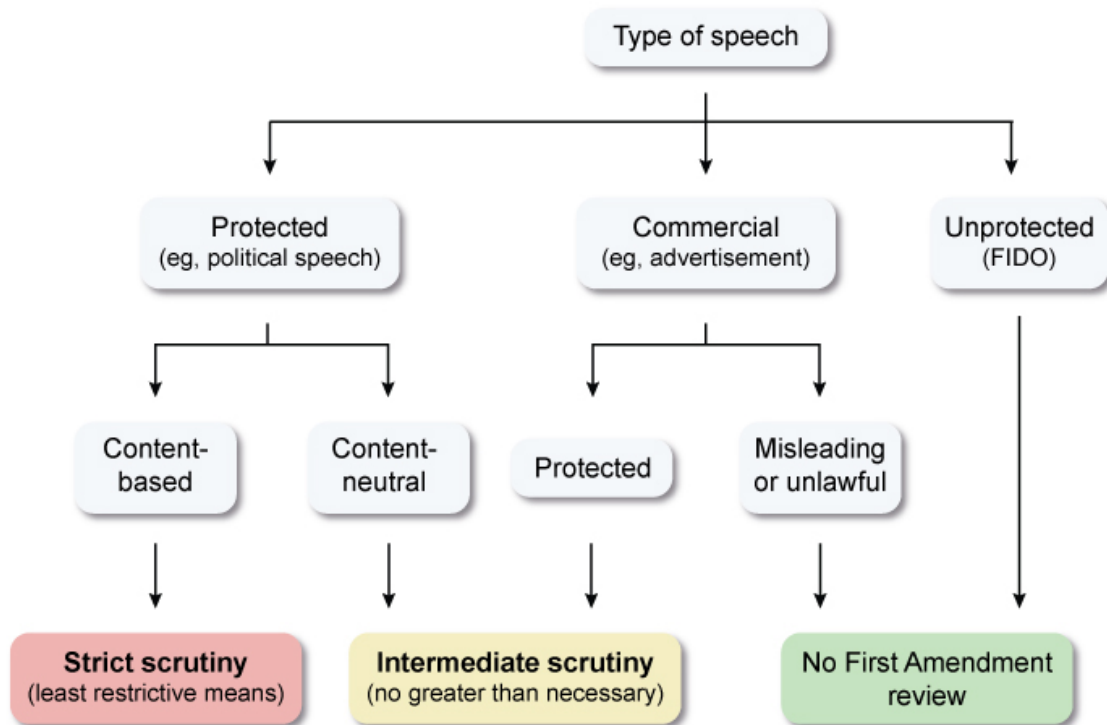 Type of speech
Protected
(eg, political speech)
Commercial
(eg, advertisement)
Unprotected
(FIDO)
Content-
based
Content-
neutral
Protected
Misleading
or unlawful
Strict scrutiny
(least restrictive means)
Intermediate scrutiny
(no greater than necessary)
No First Amendment
review